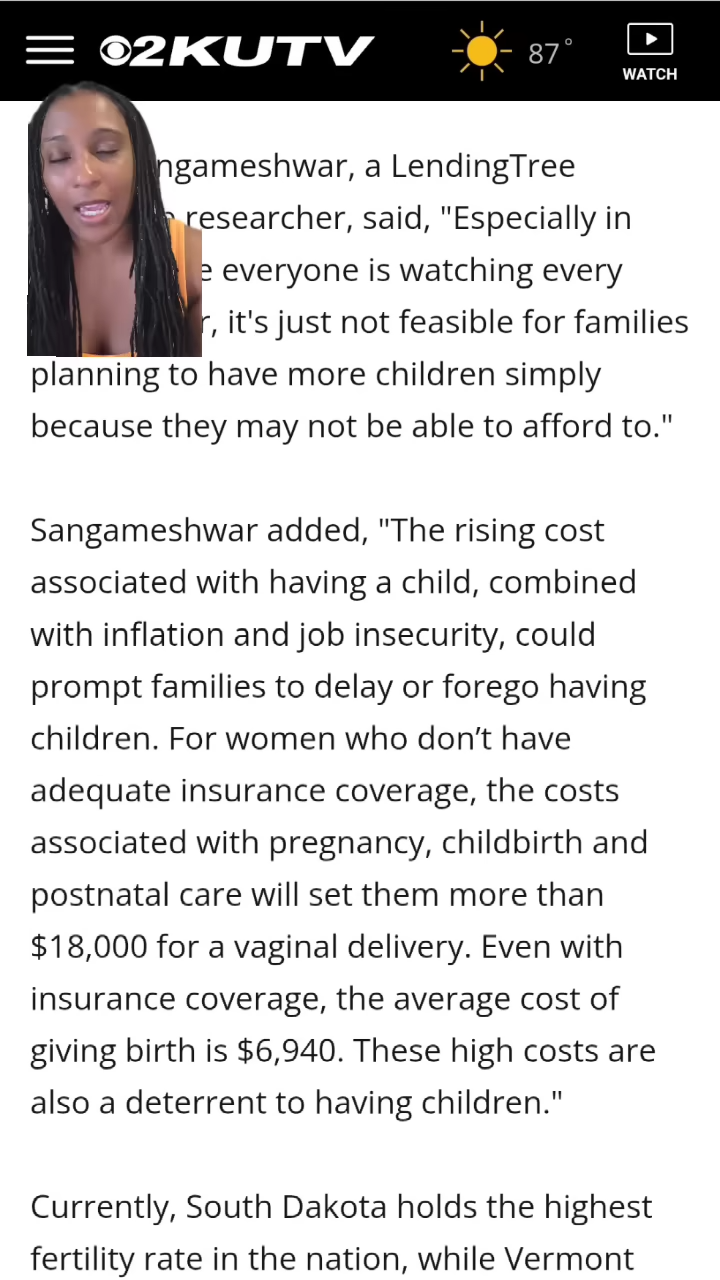 2KUTV
87°
WATCH
ngameshwar, a LendingTree
researcher, said, "Especially in
everyone is watching every
it's just not feasible for families
planning to have more children simply
because they may not be able to afford to."
Sangameshwar added, "The rising cost
associated with having a child, combined
with inflation and job insecurity, could
prompt families to delay or forego having
children. For women who don’t have
adequate insurance coverage, the costs
associated with pregnancy, childbirth and
postnatal care will set them more than
$18,000 for a vaginal delivery. Even with
insurance coverage, the average cost of
giving birth is $6,940. These high costs are
also a deterrent to having children."
Currently, South Dakota holds the highest
fertility rate in the nation, while Vermont